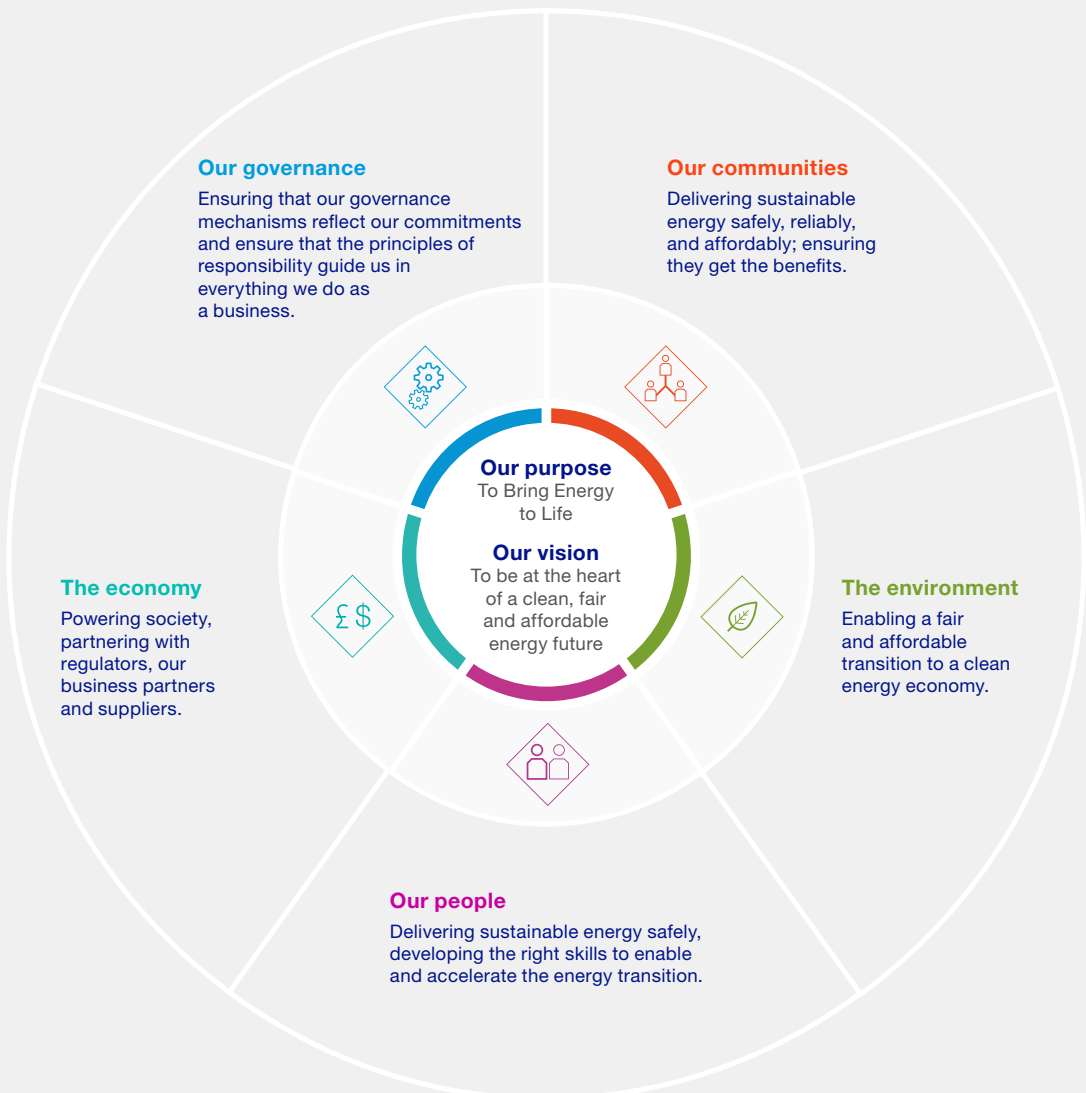 Our governance
Ensuring that our governance
mechanisms reflect our commitments
and ensure that the principles of
responsibility guide us in
everything we do as
a business.
Our communities
Delivering sustainable
energy safely, reliably,
and affordably; ensuring
they get the benefits.
Our purpose
To Bring Energy
to Life
Our vision
To be at the heart
of a clean, fair
and affordable
energy future
The economy
Powering society,
partnering with
regulators, our
business partners
and suppliers.
£ $
The environment
Enabling a fair
and affordable
transition to a clean
energy economy.
Our people
Delivering sustainable energy safely,
developing the right skills to enable
and accelerate the energy transition.